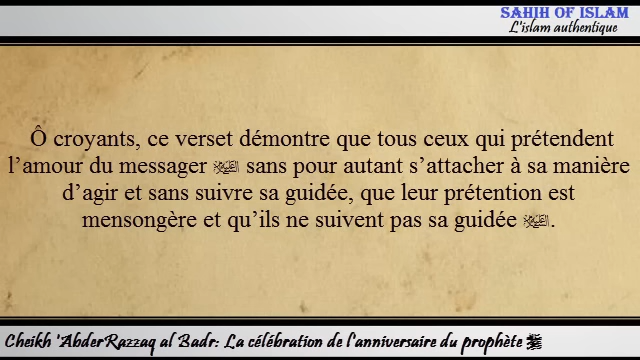 SAHIH OF ISLAM
L'islam authentique
Ô croyants, ce verset démontre que tous ceux qui prétendent
l’amour du messager ﷺ sans pour autant s’attacher à sa manière
d’agir et sans suivre sa guidée, que leur prétention est
mensongère et qu’ils ne suivent pas sa guidée ﷺ.
Cheikh 'AbderRazzaq al Badr: La célébration de l'anniversaire du prophète ﷺ